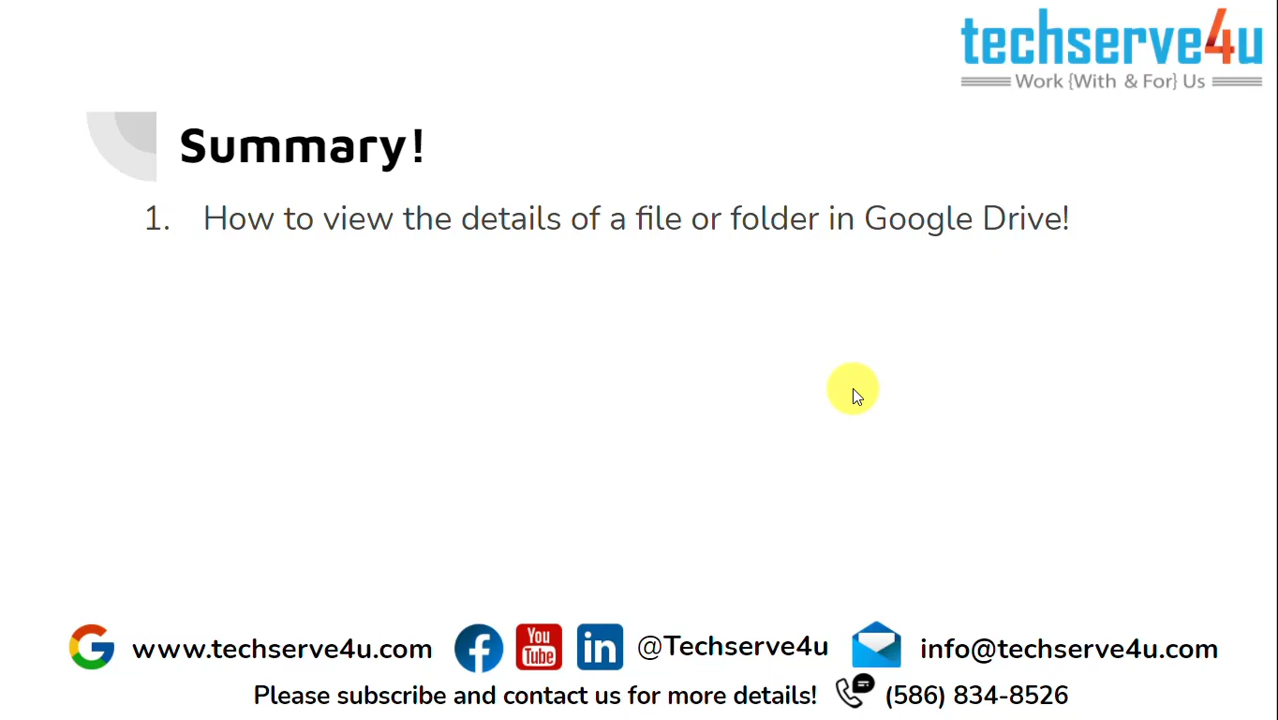 techserve4u
Work {With & For} Us
Summary!
1. How to view the details of a file or folder in Google Drive!
www.techserve4u.com
You Tube
in
@Techserve4u
info@techserve4u.com
Please subscribe and contact us for more details! (586) 834-8526